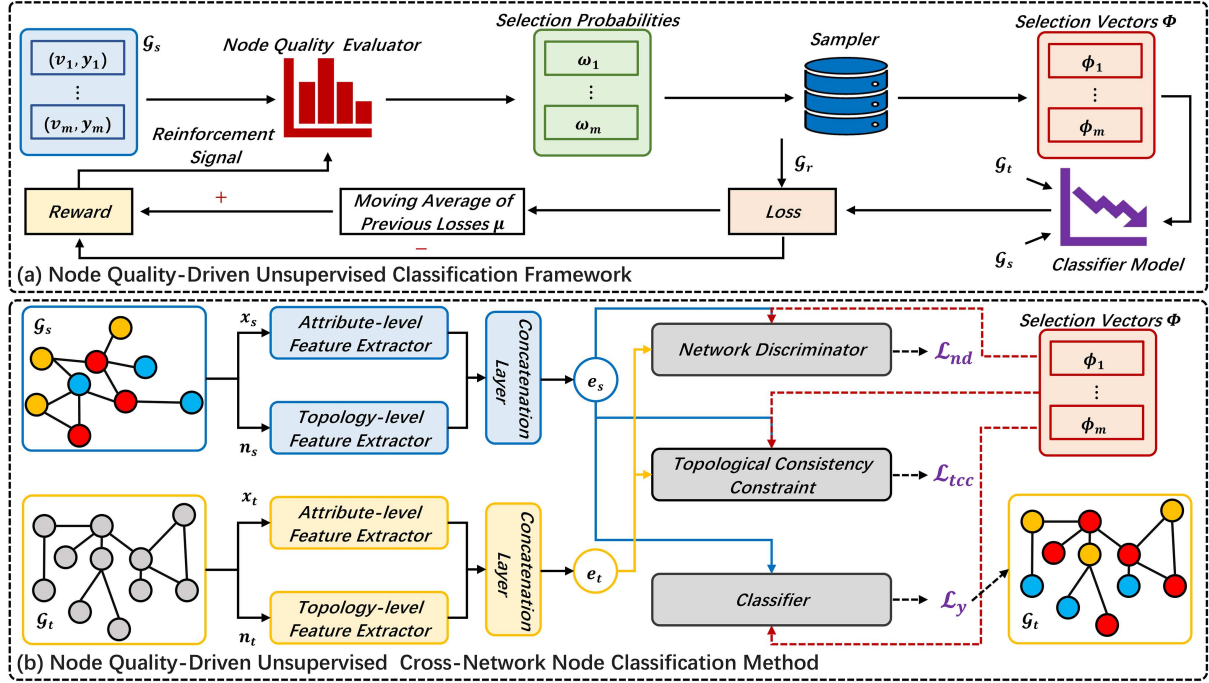 𝒢ₛ
(v₁, y₁)
⋮
(vₘ, yₘ)
Node Quality Evaluator
Selection Probabilities
ω₁
⋮
ωₘ
Sampler
Selection Vectors Φ
ϕ₁
⋮
ϕₘ
Reinforcement
Signal
Reward
+
Moving Average of
Previous Losses μ
−
𝒢ᵣ
Loss
𝒢ₜ
𝒢ₛ
Classifier Model
(a) Node Quality-Driven Unsupervised Classification Framework
𝒢ₛ
xₛ
Attribute-level
Feature Extractor
nₛ
Topology-level
Feature Extractor
Concatenation
Layer
eₛ
Network Discriminator
ℒ_nd
Selection Vectors Φ
ϕ₁
⋮
ϕₘ
Topological Consistency
Constraint
ℒ_tcc
𝒢ₜ
xₜ
Attribute-level
Feature Extractor
nₜ
Topology-level
Feature Extractor
Concatenation
Layer
eₜ
Classifier
ℒ_y
𝒢ₜ
(b) Node Quality-Driven Unsupervised Cross-Network Node Classification Method